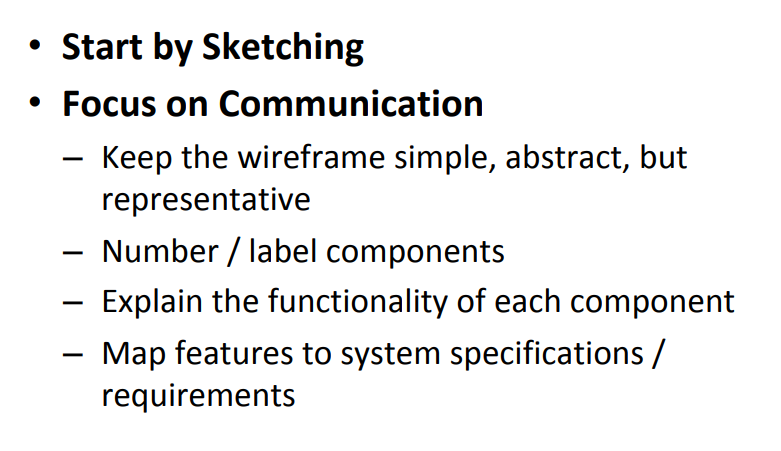 • Start by Sketching
• Focus on Communication
– Keep the wireframe simple, abstract, but
representative
– Number / label components
– Explain the functionality of each component
– Map features to system specifications /
requirements